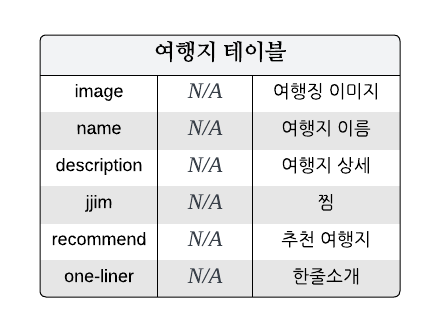 여행지 테이블
image N/A 여행징 이미지
name N/A 여행지 이름
description N/A 여행지 상세
jjim N/A 찜
recommend N/A 추천 여행지
one-liner N/A 한줄소개